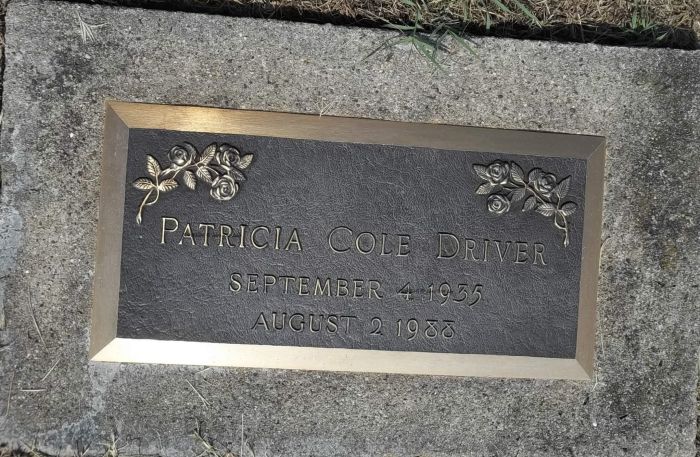 PATRICIA COLE DRIVER
SEPTEMBER 4 1935
AUGUST 2 1988